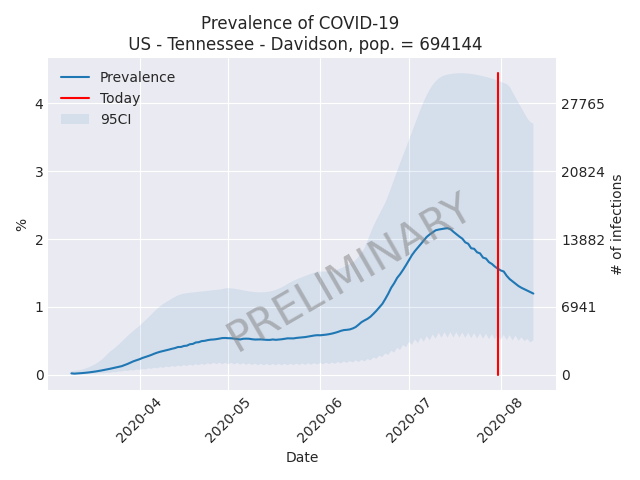 Prevalence of COVID-19
US - Tennessee - Davidson, pop. = 694144
Prevalence
Today
95CI
4
3
2
1
0
%
27765
20824
13882
6941
0
# of infections
PRELIMINARY
2020-04
2020-05
2020-06
2020-07
2020-08
Date